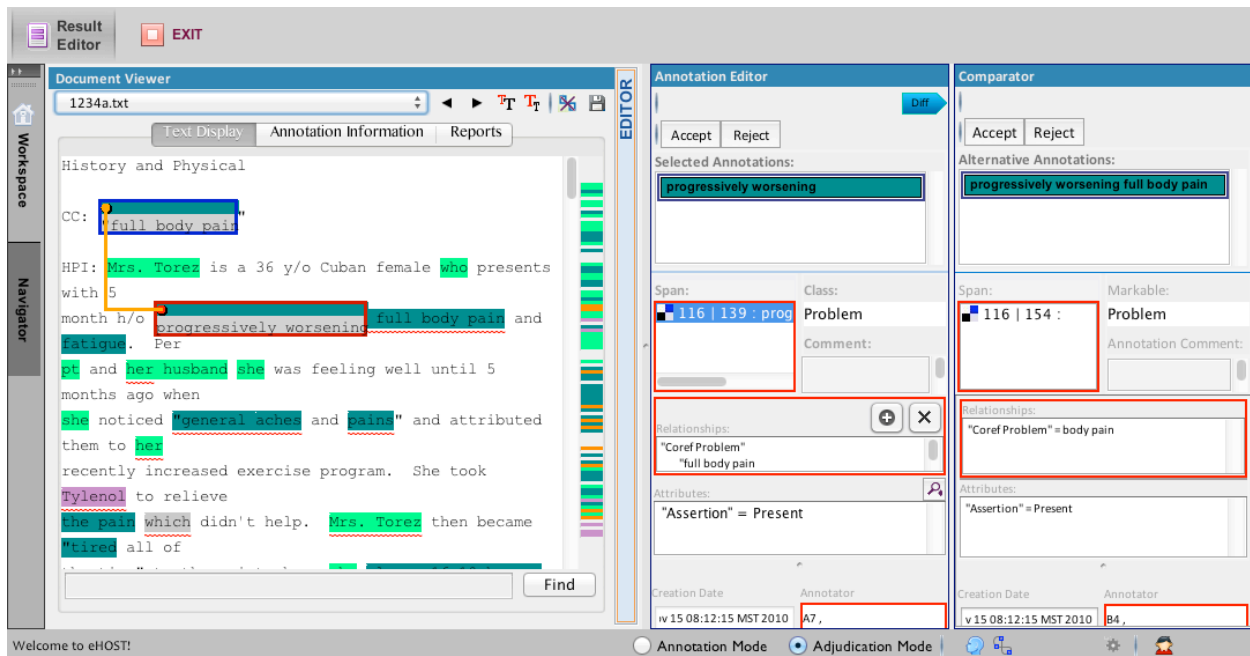 Result
Editor
EXIT
Workspace
Navigator
Document Viewer
1234a.txt
Text Display Annotation Information Reports
History and Physical
CC: "full body pain"
HPI: Mrs. Torez is a 36 y/o Cuban female who presents
with 5
month h/o progressively worsening full body pain and
fatigue. Per
pt and her husband she was feeling well until 5
months ago when
she noticed "general aches and pains" and attributed
them to her
recently increased exercise program. She took
Tylenol to relieve
the pain which didn't help. Mrs. Torez then became
"tired all of
Find
EDITOR
Annotation Editor
Diff
Accept Reject
Selected Annotations:
progressively worsening
Span: Class:
116 | 139 : prog Problem
Comment:
Relationships:
"Coref Problem"
"full body pain
Attributes:
"Assertion" = Present
Creation Date Annotator
v 15 08:12:15 MST 2010 A7 ,
Comparator
Accept Reject
Alternative Annotations:
progressively worsening full body pain
Span: Markable:
116 | 154 : Problem
Annotation Comment:
Relationships:
"Coref Problem" = body pain
Attributes:
"Assertion" = Present
Creation Date Annotator
v 15 08:12:15 MST 2010 B4 ,
Welcome to eHOST!
Annotation Mode Adjudication Mode